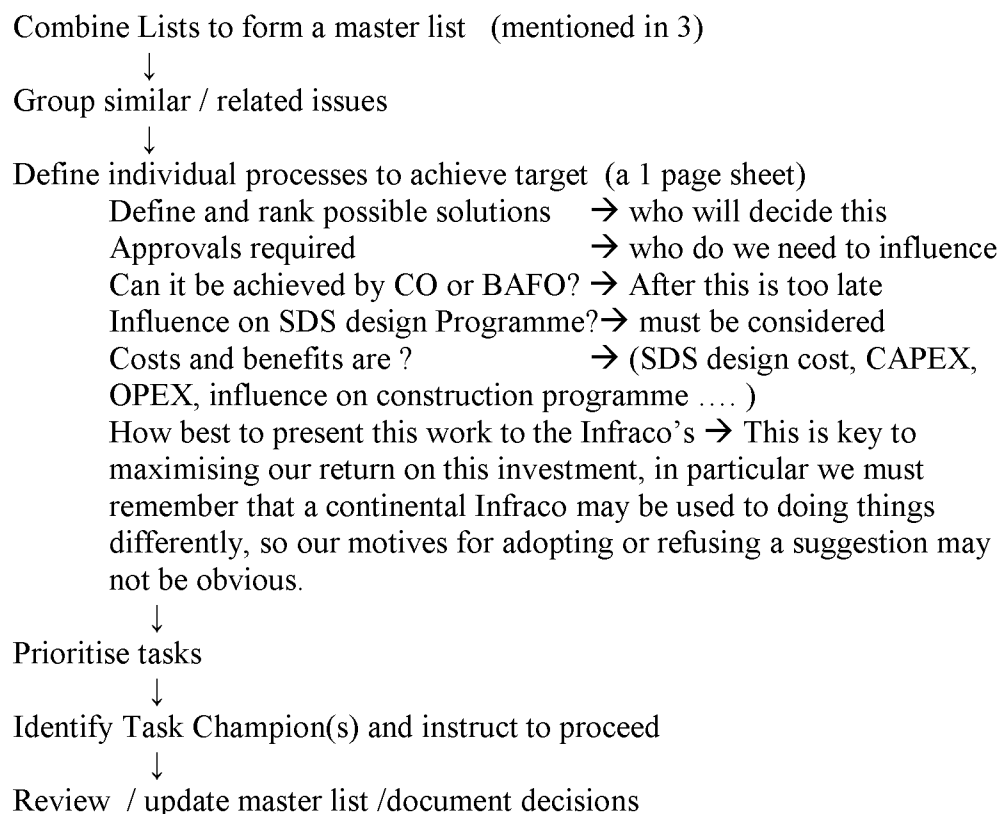 Combine Lists to form a master list (mentioned in 3)
↓
Group similar / related issues
↓
Define individual processes to achieve target (a 1 page sheet)
Define and rank possible solutions → who will decide this
Approvals required → who do we need to influence
Can it be achieved by CO or BAFO? → After this is too late
Influence on SDS design Programme?→ must be considered
Costs and benefits are ? → (SDS design cost, CAPEX,
OPEX, influence on construction programme .... )
How best to present this work to the Infraco’s → This is key to
maximising our return on this investment, in particular we must
remember that a continental Infraco may be used to doing things
differently, so our motives for adopting or refusing a suggestion may
not be obvious.
↓
Prioritise tasks
↓
Identify Task Champion(s) and instruct to proceed
↓
Review / update master list /document decisions